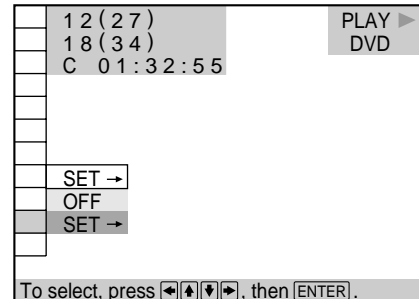 12(27)
18(34)
C 01:32:55
PLAY ▶
DVD
SET →
OFF
SET →
To select, press ←↑↓→, then ENTER.